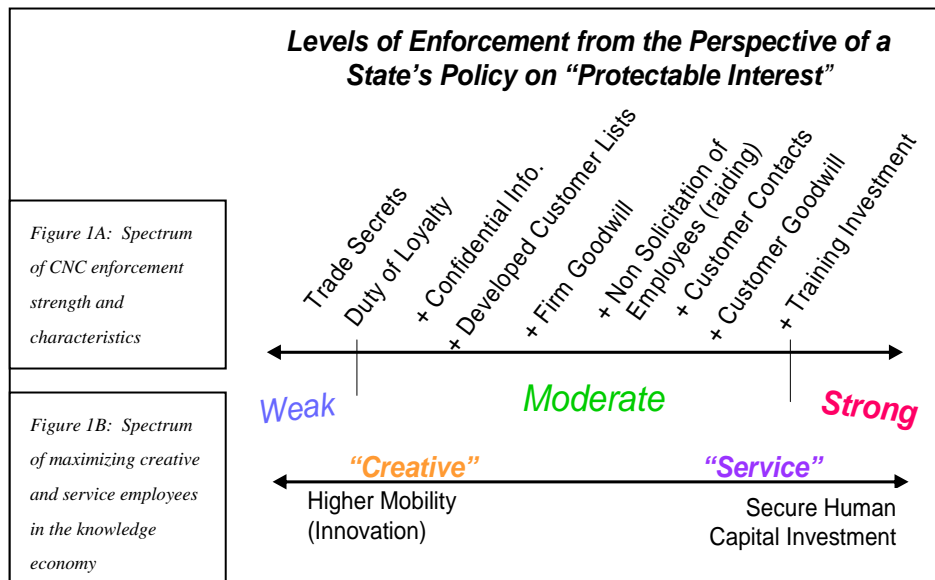 Levels of Enforcement from the Perspective of a
State's Policy on “Protectable Interest”
Figure 1A: Spectrum
of CNC enforcement
strength and
characteristics
Trade Secrets
Duty of Loyalty
+ Confidential Info.
+ Developed Customer Lists
+ Firm Goodwill
+ Non Solicitation of
Employees (raiding)
+ Customer Contacts
+ Customer Goodwill
+ Training Investment
Weak
Moderate
Strong
Figure 1B: Spectrum
of maximizing creative
and service employees
in the knowledge
economy
“Creative”
“Service”
Higher Mobility
(Innovation)
Secure Human
Capital Investment